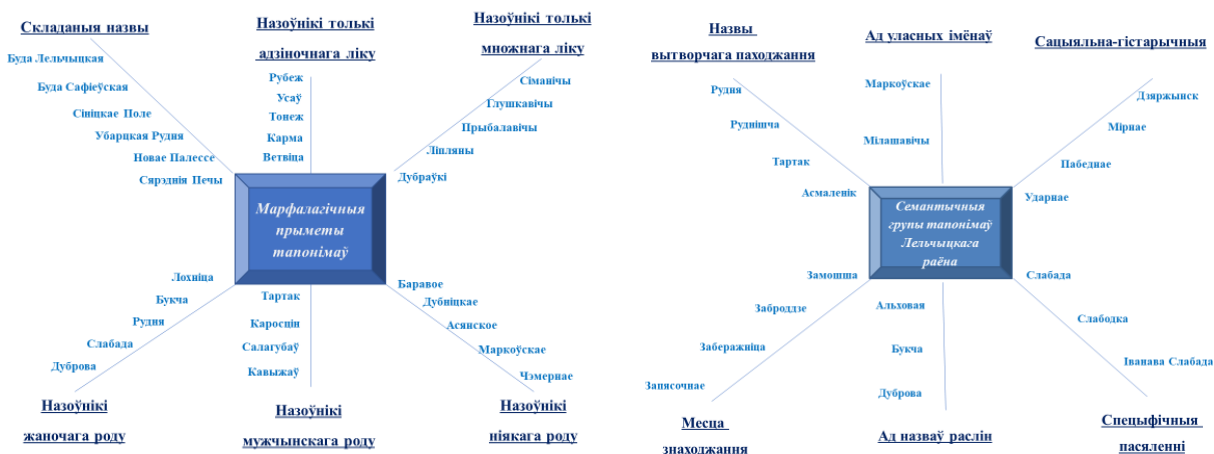 Складаныя назвы
Буда Лельчыцкая
Буда Сафіеўская
Сініцкае Поле
Убарцкая Рудня
Новае Палессе
Сярэднія Печы
Назоўнікі толькі
адзіночнага ліку
Рубеж
Усаў
Тонеж
Карма
Ветвіца
Назоўнікі толькі
множнага ліку
Сіманічы
Глушкавічы
Прыбалавічы
Ліпляны
Дубраўкі
Марфалагічныя
прыметы
тапонімаў
Лохніца
Букча
Рудня
Слабада
Дуброва
Назоўнікі
жаночага роду
Тартак
Каросцін
Салагубаў
Кавыжаў
Назоўнікі
мужчынскага роду
Баравое
Дубніцкае
Асянское
Маркоўскае
Чэмернае
Назоўнікі
ніякага роду
Назвы
вытворчага паходжання
Рудня
Руднішча
Тартак
Асмаленік
Ад уласных імёнаў
Маркоўскае
Мілашавічы
Сацыяльна-гістарычныя
Дзяржынск
Мірнае
Пабеднае
Ударнае
Семантычныя
групы тапонімаў
Лельчыцкага
раёна
Замошша
Заброддзе
Заберажніца
Запясочнае
Месца
знаходжання
Альховая
Букча
Дуброва
Ад назваў раслін
Слабада
Слабодка
Іванава Слабада
Спецыфічныя
пасяленні